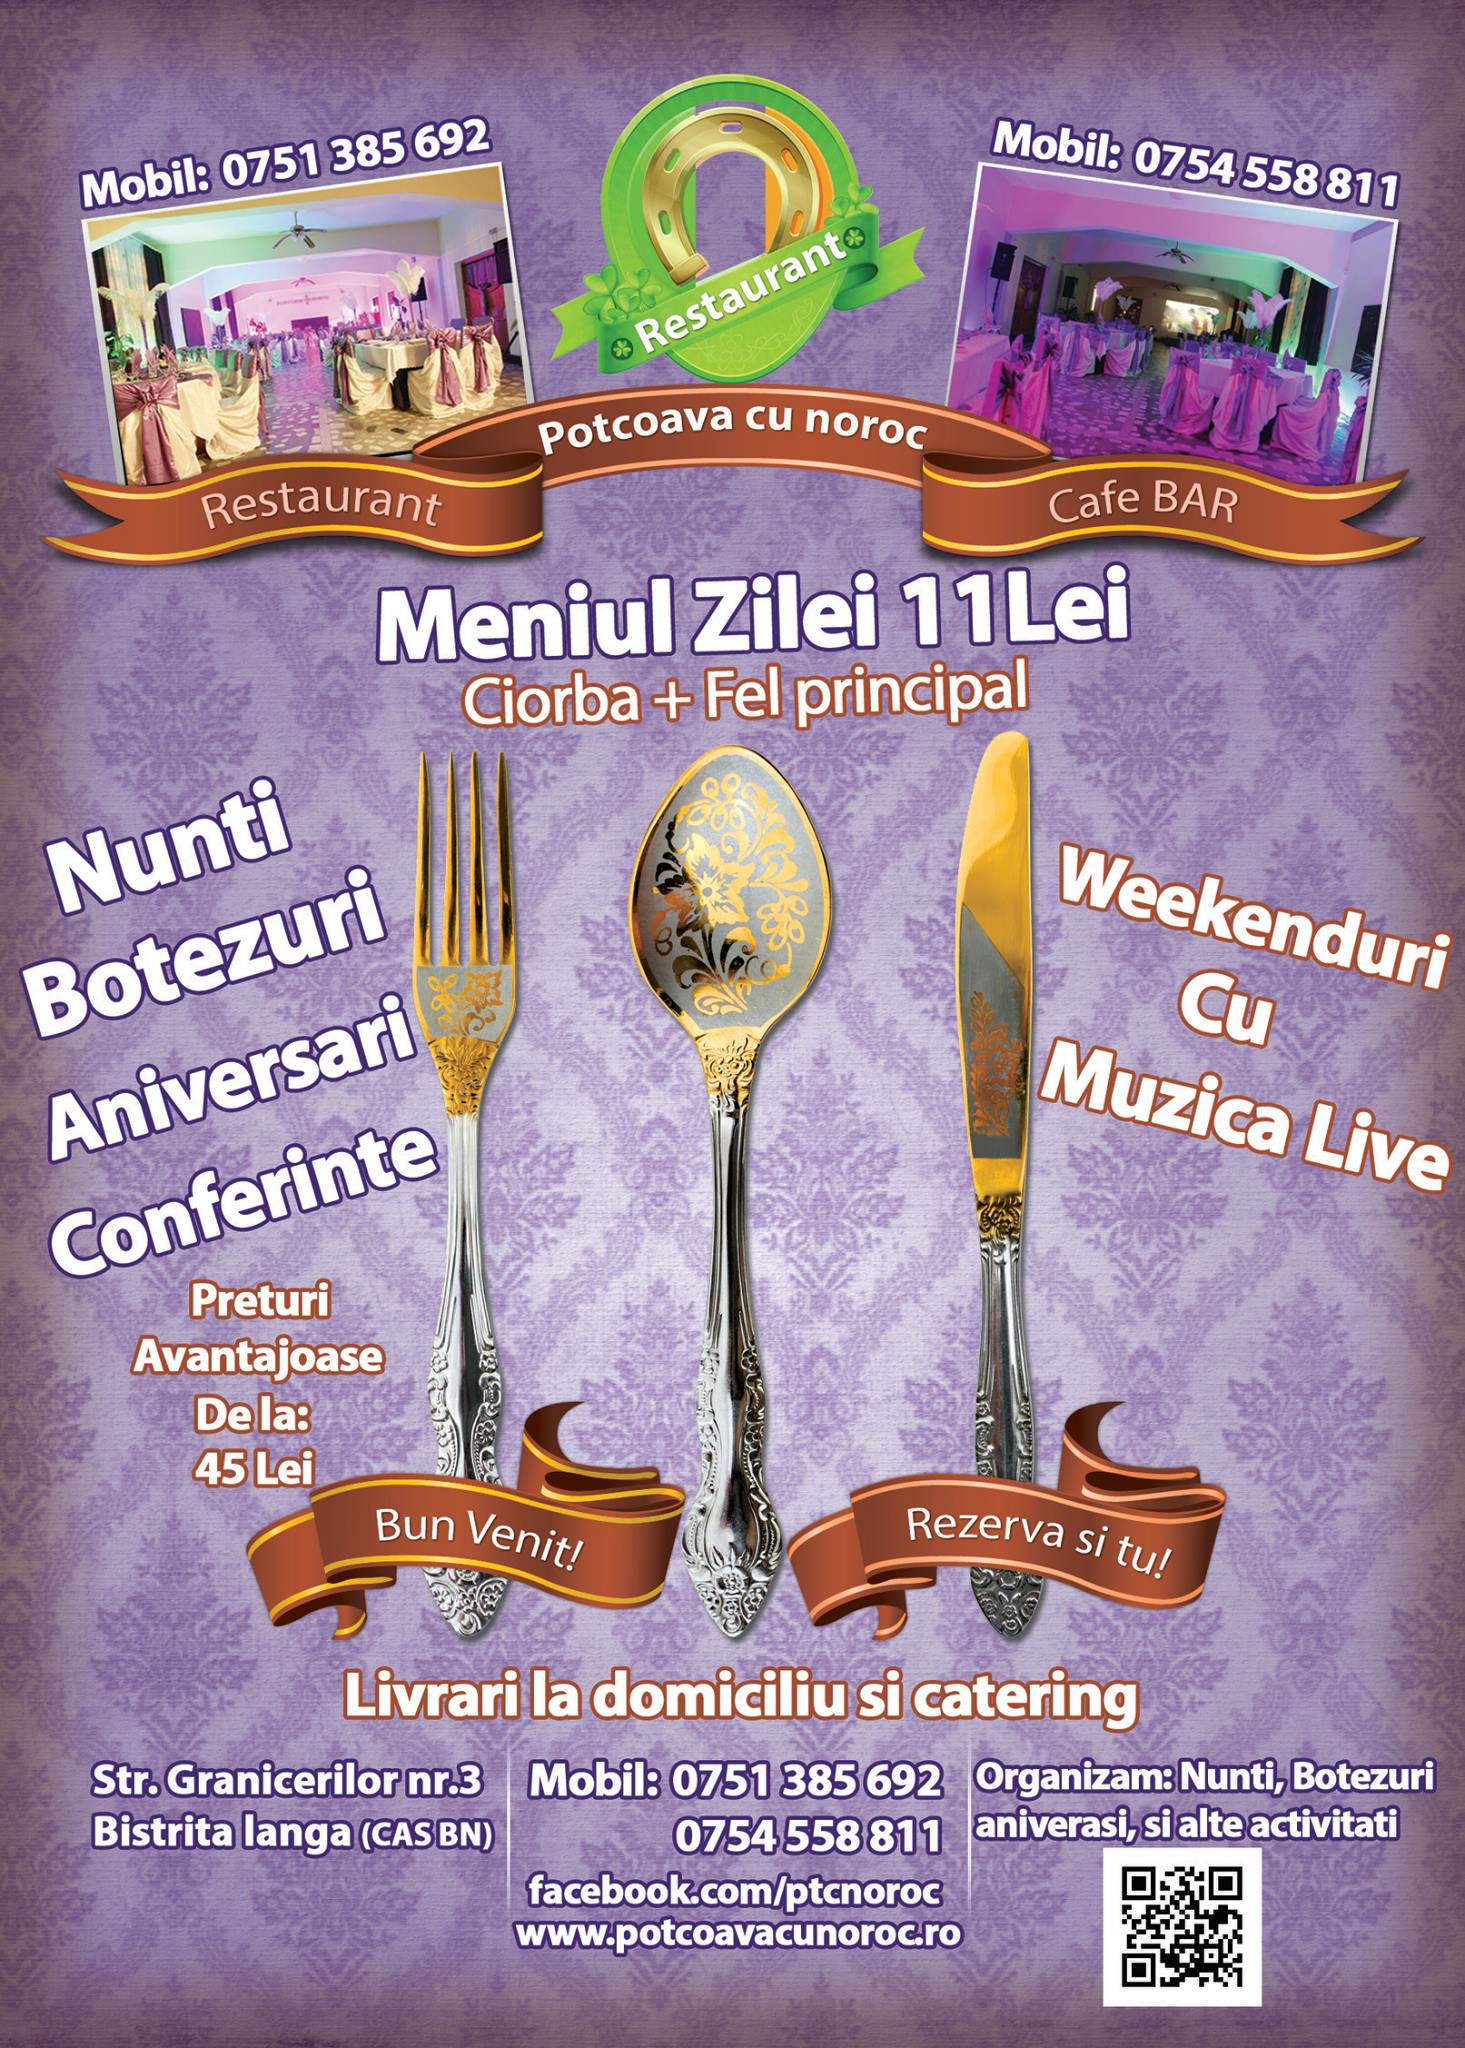 Mobil: 0751 385 692
Mobil: 0754 558 811
Restaurant
Potcoava cu noroc
Restaurant
Cafe BAR
Meniul Zilei 11Lei
Ciorba + Fel principal
Nunti
Botezuri
Aniversari
Conferinte
Weekenduri
Cu
Muzica Live
Preturi
Avantajoase
De la:
45 Lei
Bun Venit!
Rezerva si tu!
Livrari la domiciliu si catering
Str. Granicerilor nr.3
Bistrita langa (CAS BN)
Mobil: 0751 385 692
0754 558 811
facebook.com/ptcnoroc
www.potcoavacunoroc.ro
Organizam: Nunti, Botezuri
aniverasi, si alte activitati